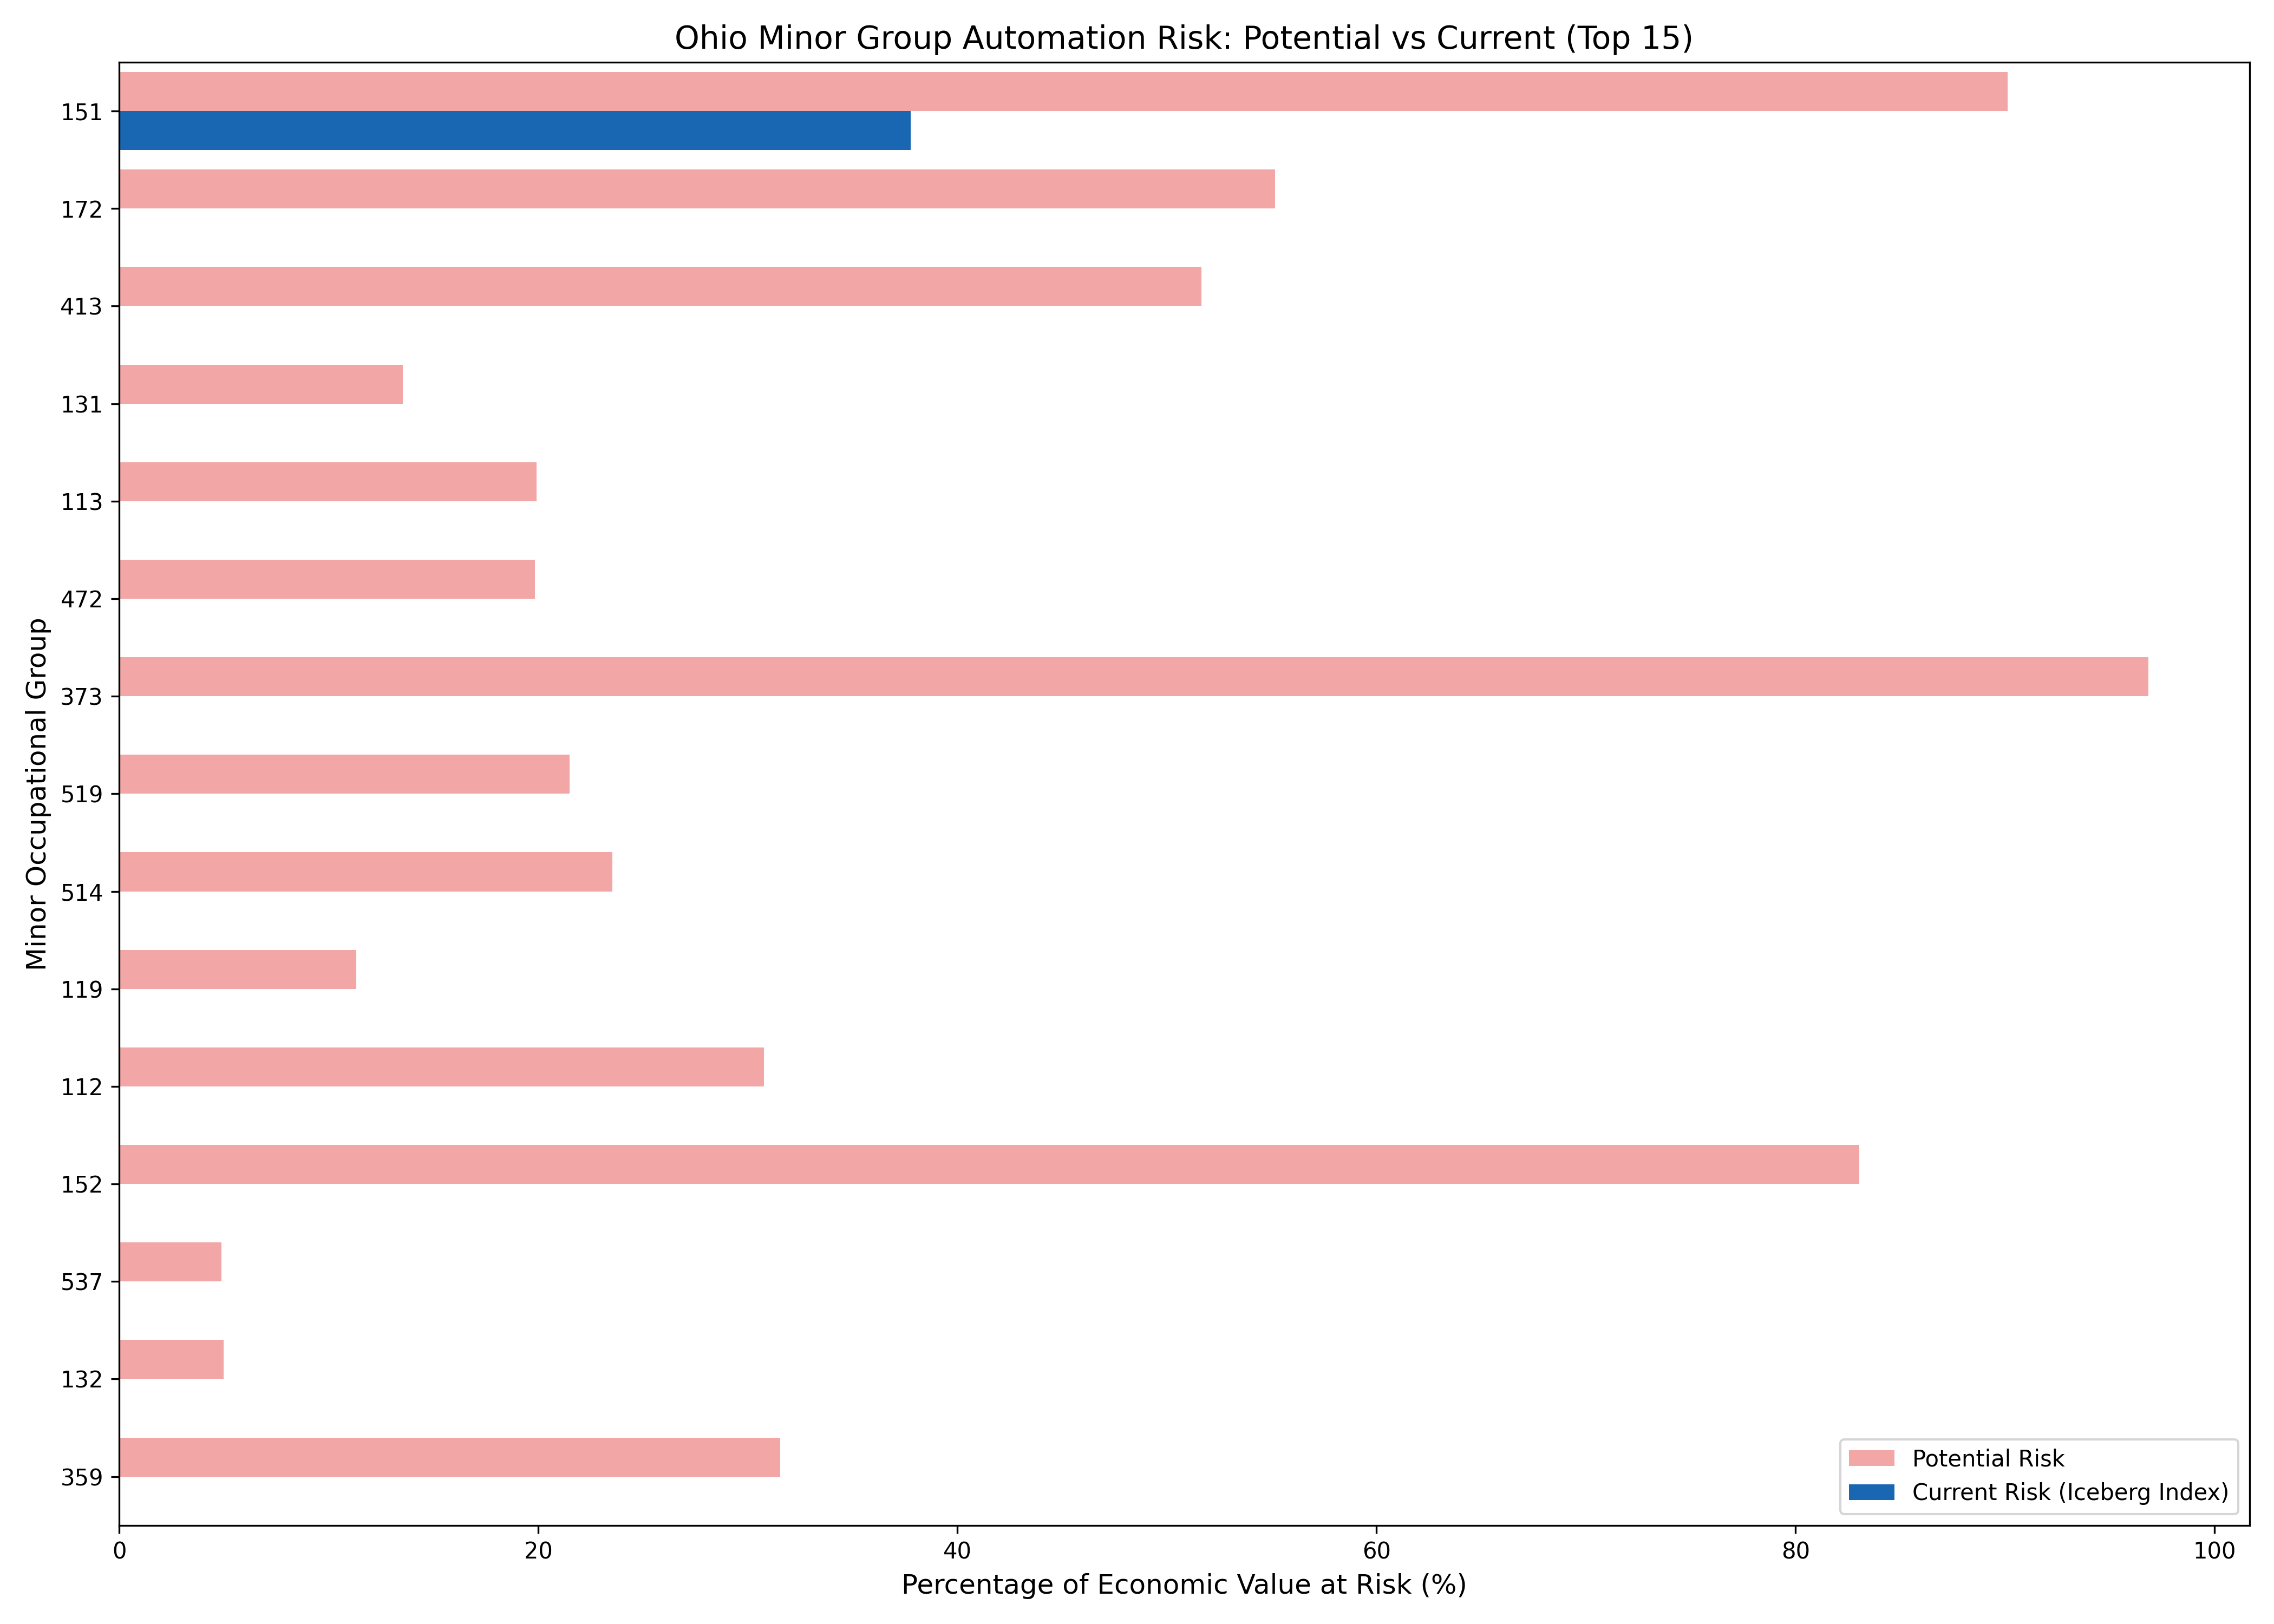 Ohio Minor Group Automation Risk: Potential vs Current (Top 15)
Minor Occupational Group
151
172
413
131
113
472
373
519
514
119
112
152
537
132
359
Potential Risk
Current Risk (Iceberg Index)
0 20 40 60 80 100
Percentage of Economic Value at Risk (%)